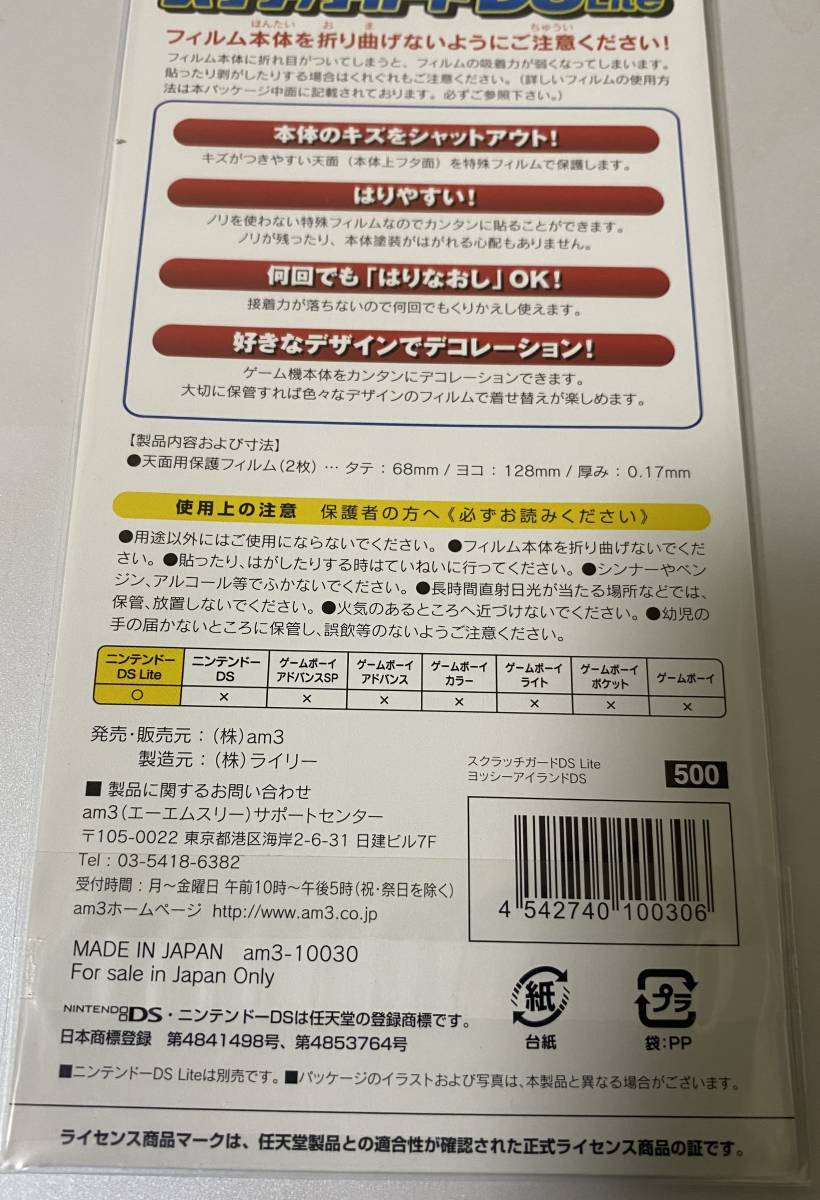 スクラッチガードDS Lite
ほんたい お ま ちゅうい
フィルム本体を折り曲げないようにご注意ください!
フィルム本体に折れ目がついてしまうと、フィルムの吸着力が弱くなってしまいます。
貼ったり剥がしたりする場合はくれぐれもご注意ください。(詳しいフィルムの使用方
法は本パッケージ中面に記載されております。必ずご参照下さい。)
本体のキズをシャットアウト!
キズがつきやすい天面(本体上フタ面)を特殊フィルムで保護します。
はりやすい!
ノリを使わない特殊フィルムなのでカンタンに貼ることができます。
ノリが残ったり、本体塗装がはがれる心配もありません。
何回でも「はりなおし」OK!
接着力が落ちないので何回でもくりかえし使えます。
好きなデザインでデコレーション!
ゲーム機本体をカンタンにデコレーションできます。
大切に保管すれば色々なデザインのフィルムで着せ替えが楽しめます。
【製品内容および寸法】
●天面用保護フィルム(2枚) … タテ:68mm / ヨコ:128mm / 厚み:0.17mm
使用上の注意 保護者の方へ《必ずお読みください》
●用途以外にはご使用にならないでください。 ●フィルム本体を折り曲げないでくだ
さい。●貼ったり、はがしたりする時はていねいに行ってください。●シンナーやベン
ジン、アルコール等でふかないでください。●長時間直射日光が当たる場所などでは、
保管、放置しないでください。●火気のあるところへ近づけないでください。●幼児の
手の届かないところに保管し、誤飲等のないようご注意ください。
ニンテンドー DS Lite ニンテンドー DS ゲームボーイ アドバンスSP ゲームボーイ アドバンス ゲームボーイ カラー ゲームボーイ ライト ゲームボーイ ポケット ゲームボーイ
○ × × × × × × ×
発売・販売元:(株)am3
製造元:(株)ライリー
スクラッチガードDS Lite
ヨッシーアイランドDS
500
■ 製品に関するお問い合わせ
am3(エーエムスリー)サポートセンター
〒105-0022 東京都港区海岸2-6-31 日建ビル7F
Tel:03-5418-6382
受付時間:月〜金曜日 午前10時〜午後5時(祝・祭日を除く)
am3ホームページ http://www.am3.co.jp
4 542740 100306
MADE IN JAPAN am3-10030
For sale in Japan Only
紙
台紙
プラ
袋:PP
NINTENDO DS・ニンテンドーDSは任天堂の登録商標です。
日本商標登録 第4841498号、第4853764号
■ニンテンドーDS Liteは別売です。■パッケージのイラストおよび写真は、本製品と異なる場合がございます。
ライセンス商品マークは、任天堂製品との適合性が確認された正式ライセンス商品の証です。